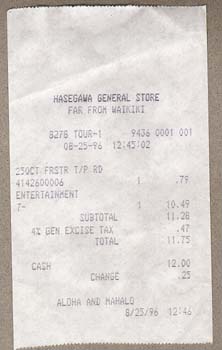 HASEGAWA GENERAL STORE
FAR FROM WAIKIKI
8278 TOUR-1 9436 0001 001
08-25-96 12:45:02
250CT FRSTR T/P RD
4142600006 1 .79
ENTERTAINMENT
7- 1 10.49
SUBTOTAL 11.28
4% GEN EXCISE TAX .47
TOTAL 11.75
CASH 12.00
CHANGE .25
ALOHA AND MAHALO
8/25/96 12:46